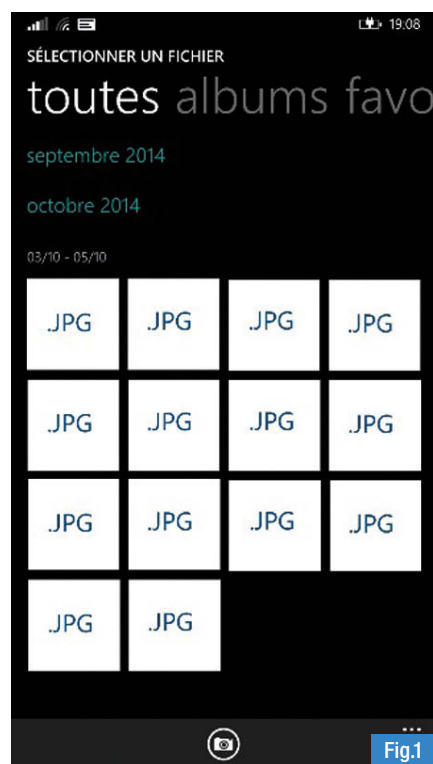 19:08
SÉLECTIONNER UN FICHIER
toutes albums favo
septembre 2014
octobre 2014
03/10 - 05/10
.JPG .JPG .JPG .JPG
.JPG .JPG .JPG .JPG
.JPG .JPG .JPG .JPG
.JPG .JPG
Fig.1